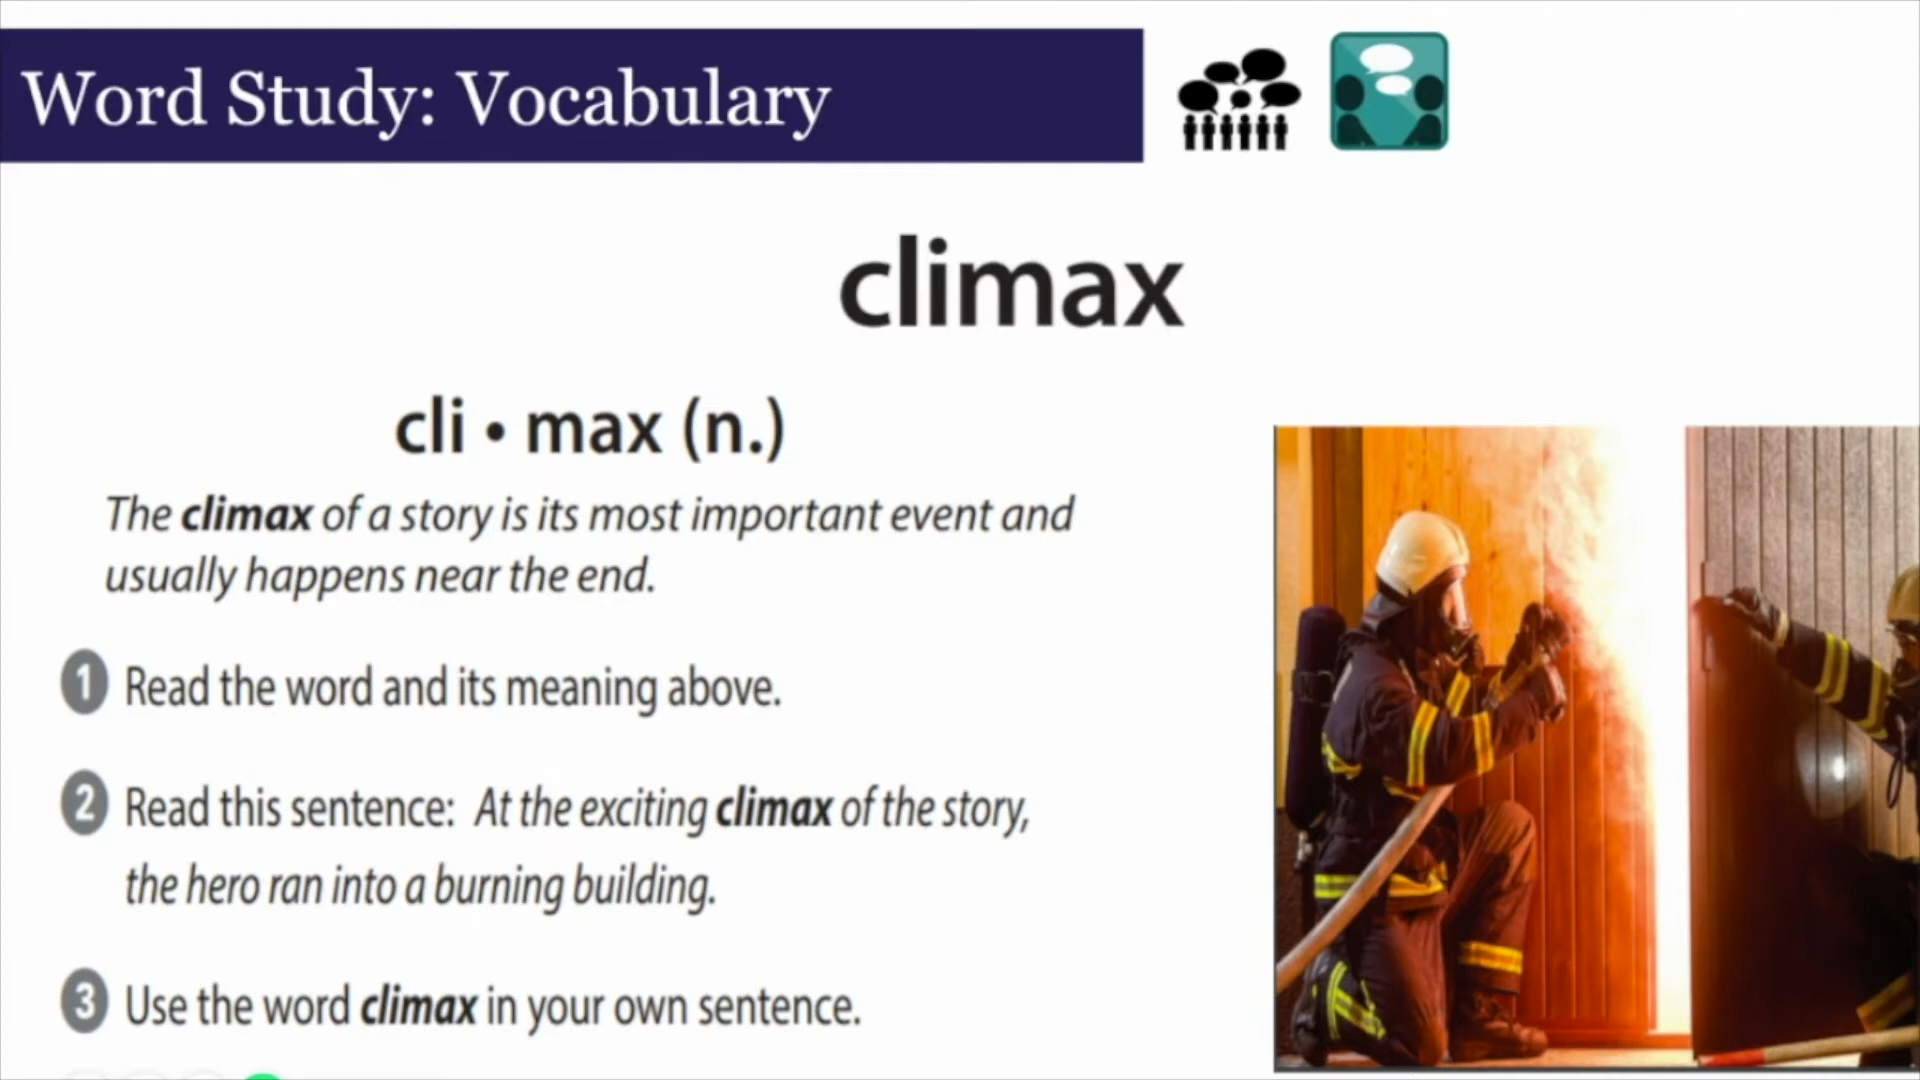 Word Study: Vocabulary
climax
cli • max (n.)
The climax of a story is its most important event and
usually happens near the end.
1 Read the word and its meaning above.
2 Read this sentence: At the exciting climax of the story,
the hero ran into a burning building.
3 Use the word climax in your own sentence.